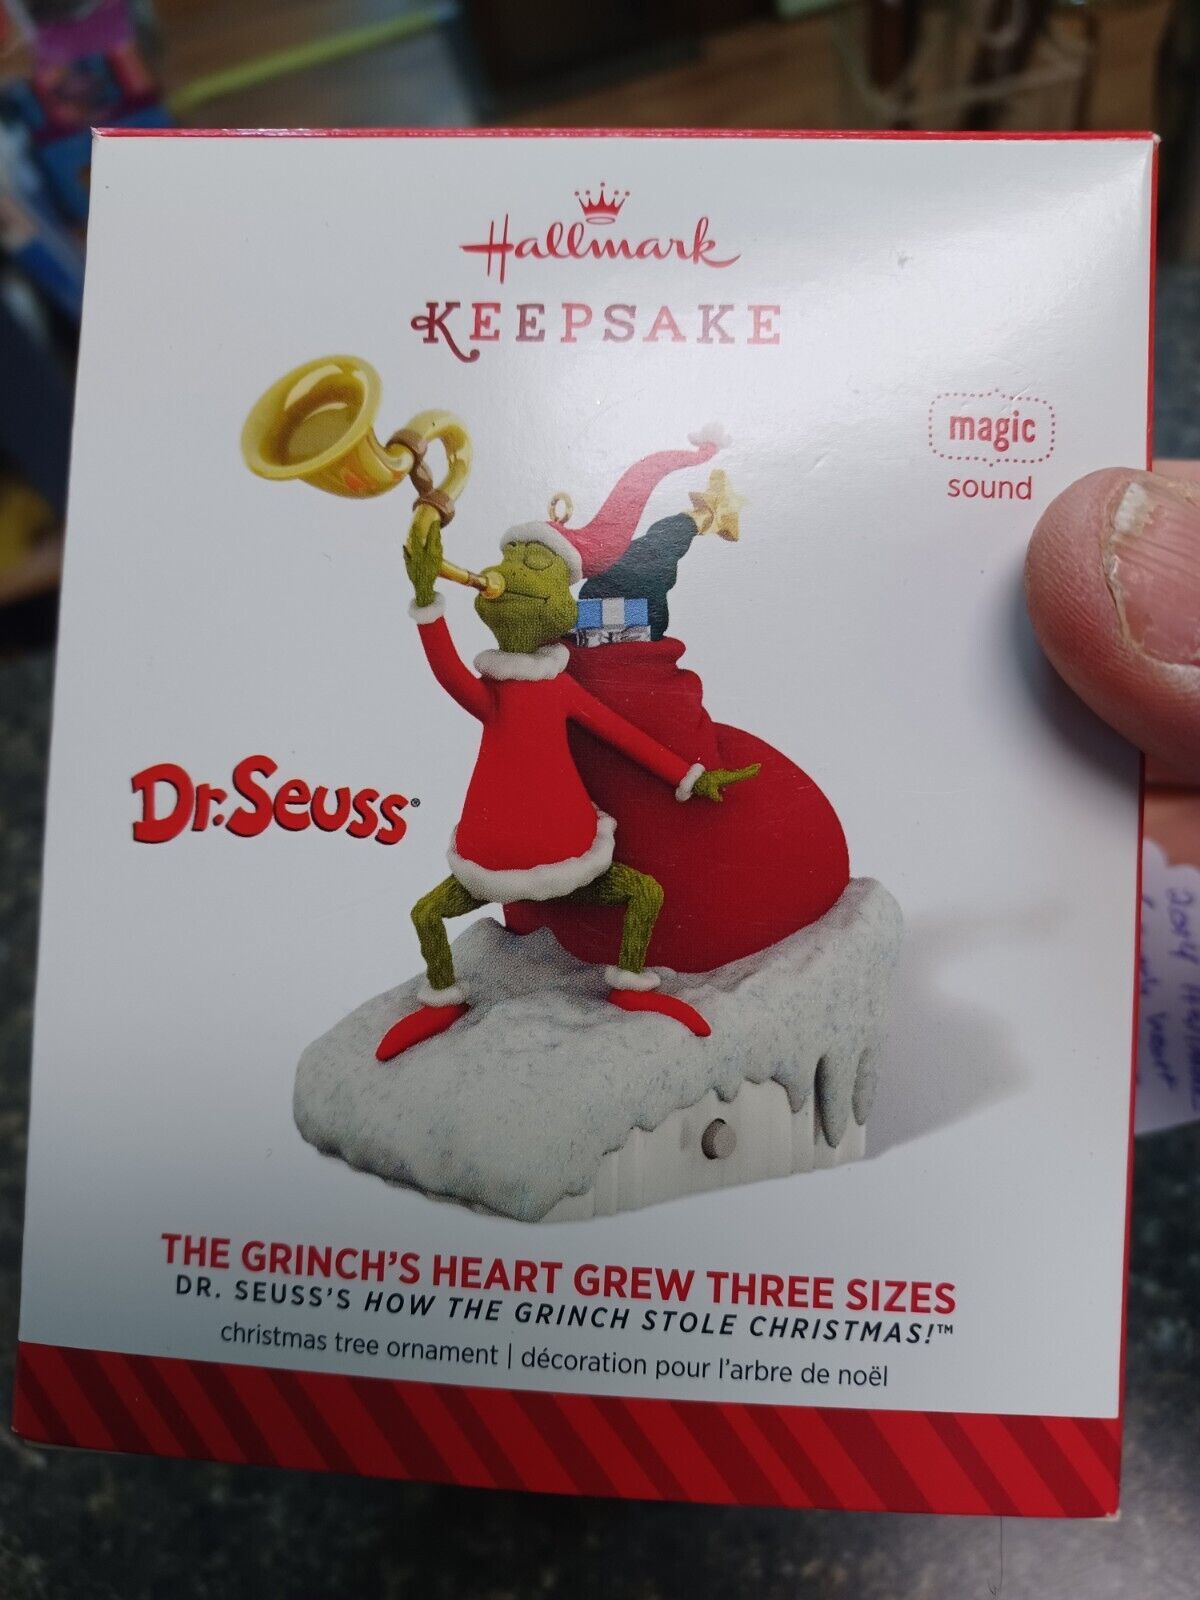 Hallmark
KEEPSAKE
magic
sound
Dr. Seuss®
THE GRINCH'S HEART GREW THREE SIZES
DR. SEUSS'S HOW THE GRINCH STOLE CHRISTMAS!™
christmas tree ornament | décoration pour l'arbre de noël
2014